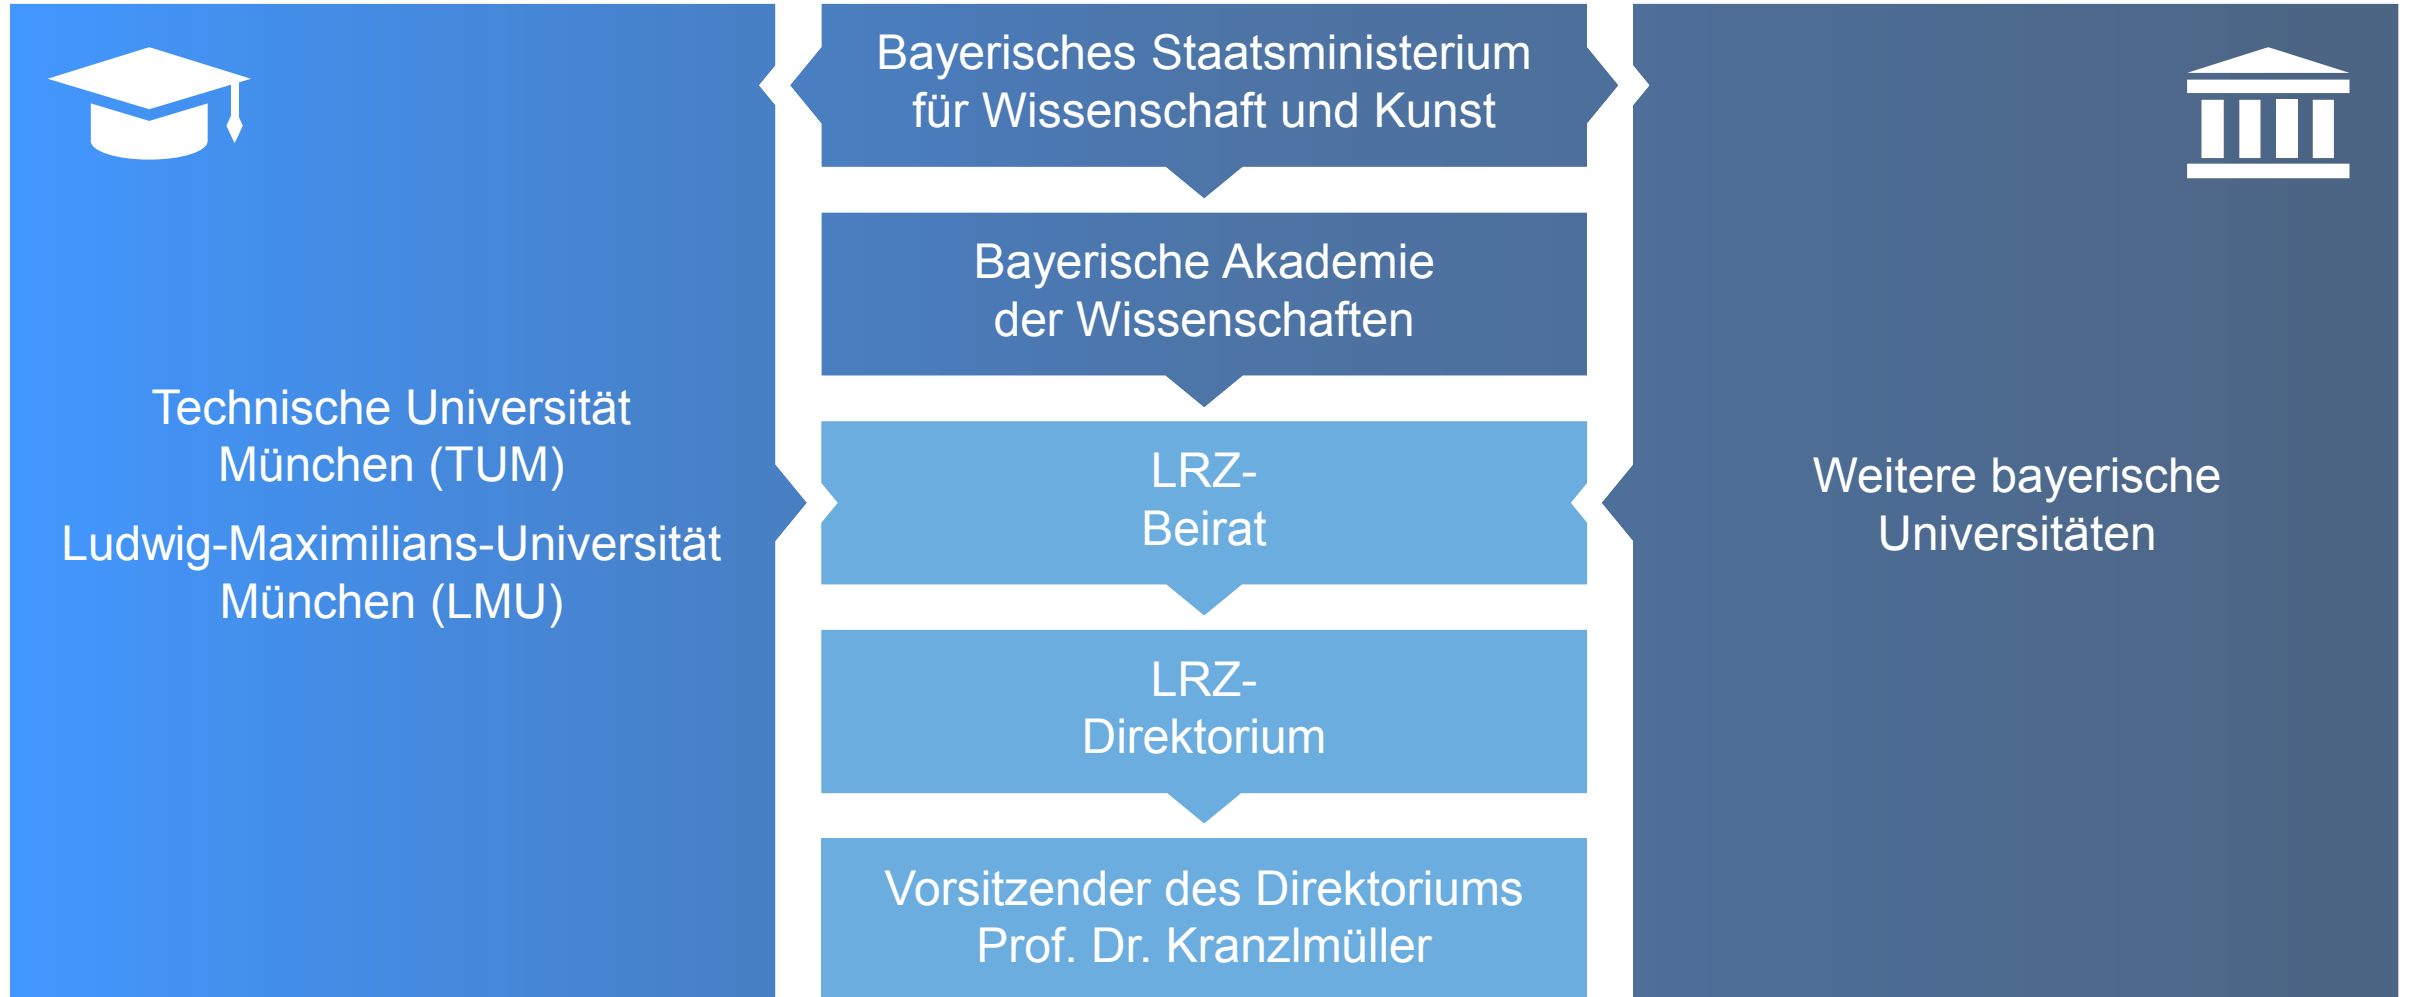 Technische Universität
München (TUM)
Ludwig-Maximilians-Universität
München (LMU)
Bayerisches Staatsministerium
für Wissenschaft und Kunst
Bayerische Akademie
der Wissenschaften
LRZ-
Beirat
LRZ-
Direktorium
Vorsitzender des Direktoriums
Prof. Dr. Kranzlmüller
Weitere bayerische
Universitäten